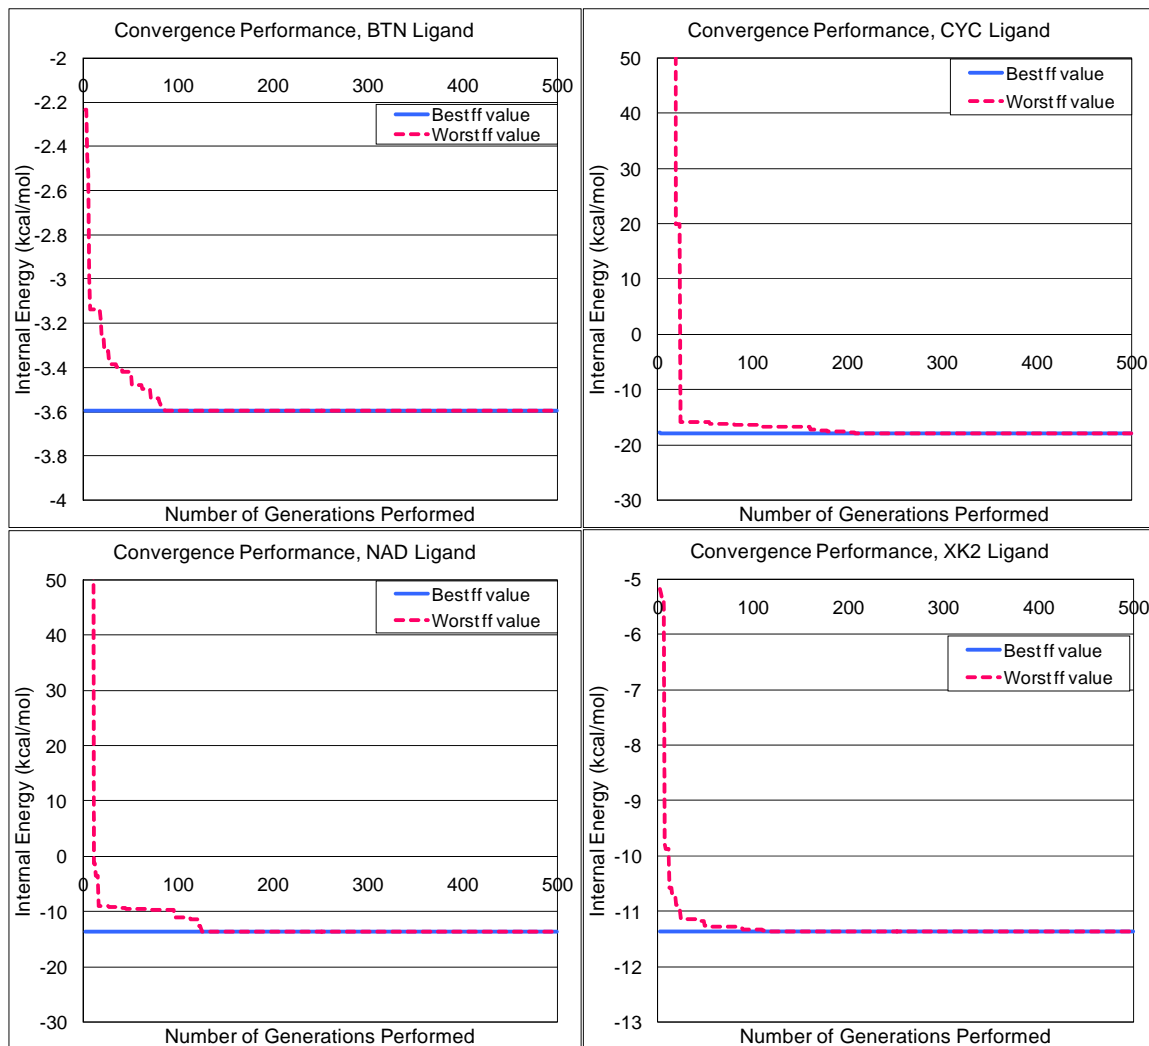 Convergence Performance, BTN Ligand
Internal Energy (kcal/mol)
-2
-2.2
-2.4
-2.6
-2.8
-3
-3.2
-3.4
-3.6
-3.8
-4
0 100 200 300 400 500
Best ff value
Worst ff value
Number of Generations Performed
Convergence Performance, CYC Ligand
Internal Energy (kcal/mol)
50
40
30
20
10
0
-10
-20
-30
0 100 200 300 400 500
Best ff value
Worst ff value
Number of Generations Performed
Convergence Performance, NAD Ligand
Internal Energy (kcal/mol)
50
40
30
20
10
0
-10
-20
-30
0 100 200 300 400 500
Best ff value
Worst ff value
Number of Generations Performed
Convergence Performance, XK2 Ligand
Internal Energy (kcal/mol)
-5
-6
-7
-8
-9
-10
-11
-12
-13
0 100 200 300 400 500
Best ff value
Worst ff value
Number of Generations Performed